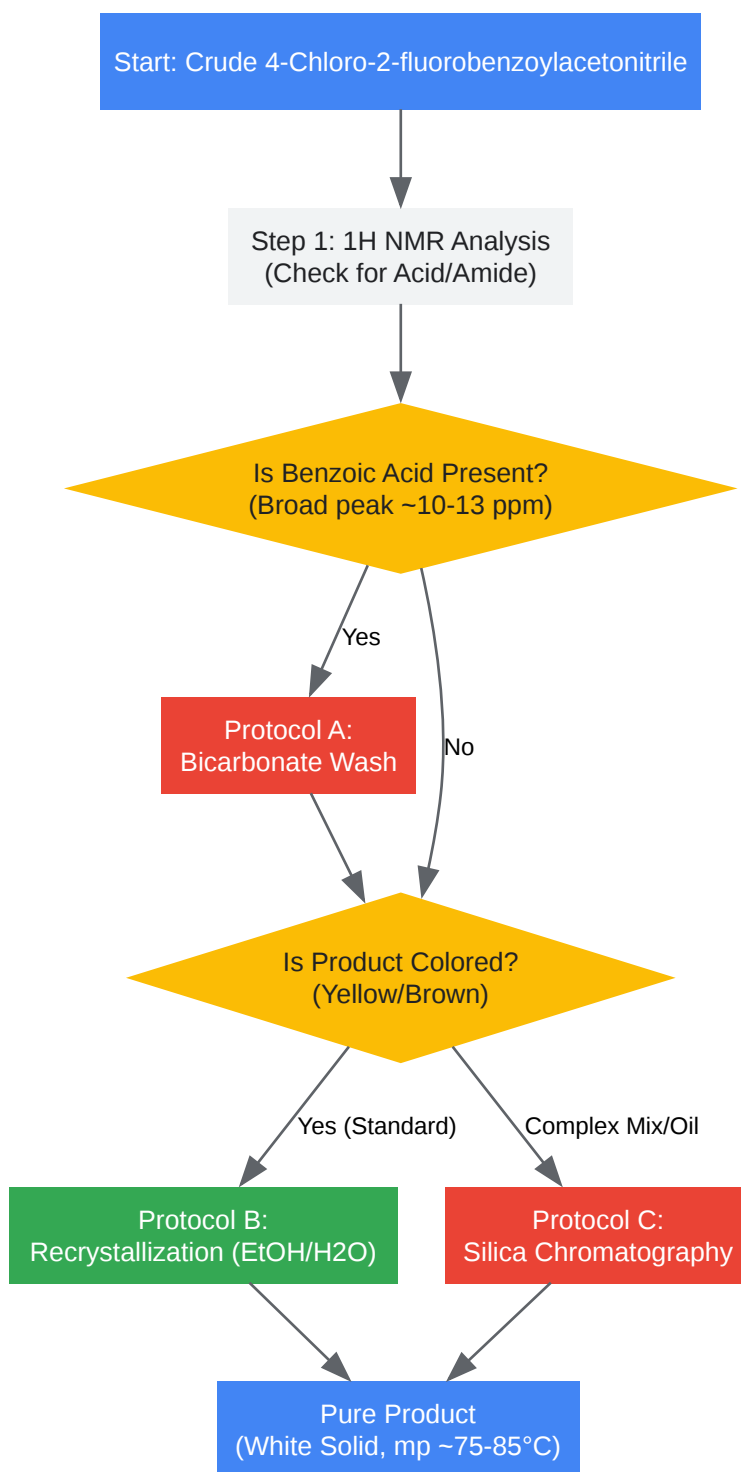 Start: Crude 4-Chloro-2-fluorobenzoylacetonitrile
Step 1: 1H NMR Analysis
(Check for Acid/Amide)
Is Benzoic Acid Present?
(Broad peak ~10-13 ppm)
Yes
Protocol A:
Bicarbonate Wash
No
Is Product Colored?
(Yellow/Brown)
Yes (Standard)
Complex Mix/Oil
Protocol B:
Recrystallization (EtOH/H2O)
Protocol C:
Silica Chromatography
Pure Product
(White Solid, mp ~75-85°C)